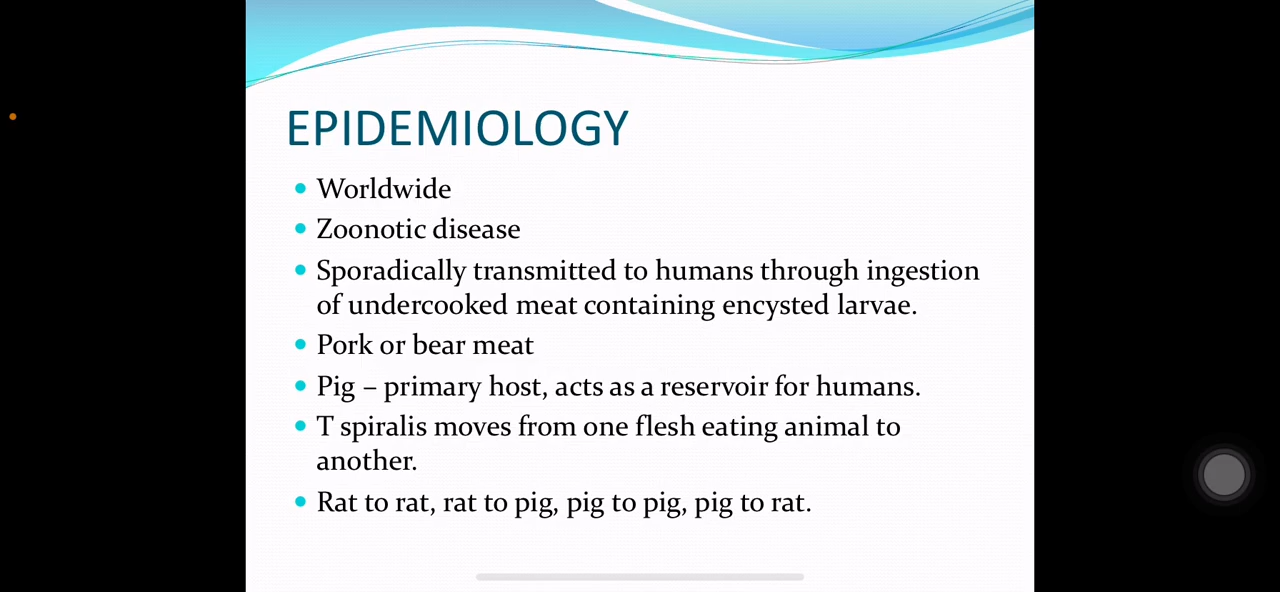 EPIDEMIOLOGY
• Worldwide
• Zoonotic disease
• Sporadically transmitted to humans through ingestion
of undercooked meat containing encysted larvae.
• Pork or bear meat
• Pig – primary host, acts as a reservoir for humans.
• T spiralis moves from one flesh eating animal to
another.
• Rat to rat, rat to pig, pig to pig, pig to rat.